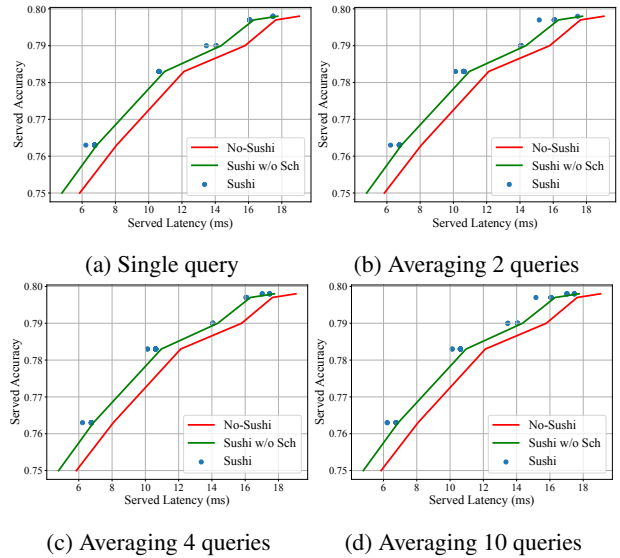 0.80
0.79
0.78
0.77
0.76
0.75
Served Accuracy
No-Sushi
Sushi w/o Sch
Sushi
6 8 10 12 14 16 18
Served Latency (ms)
(a) Single query
0.80
0.79
0.78
0.77
0.76
0.75
Served Accuracy
No-Sushi
Sushi w/o Sch
Sushi
6 8 10 12 14 16 18
Served Latency (ms)
(b) Averaging 2 queries
0.80
0.79
0.78
0.77
0.76
0.75
Served Accuracy
No-Sushi
Sushi w/o Sch
Sushi
6 8 10 12 14 16 18
Served Latency (ms)
(c) Averaging 4 queries
0.80
0.79
0.78
0.77
0.76
0.75
Served Accuracy
No-Sushi
Sushi w/o Sch
Sushi
6 8 10 12 14 16 18
Served Latency (ms)
(d) Averaging 10 queries